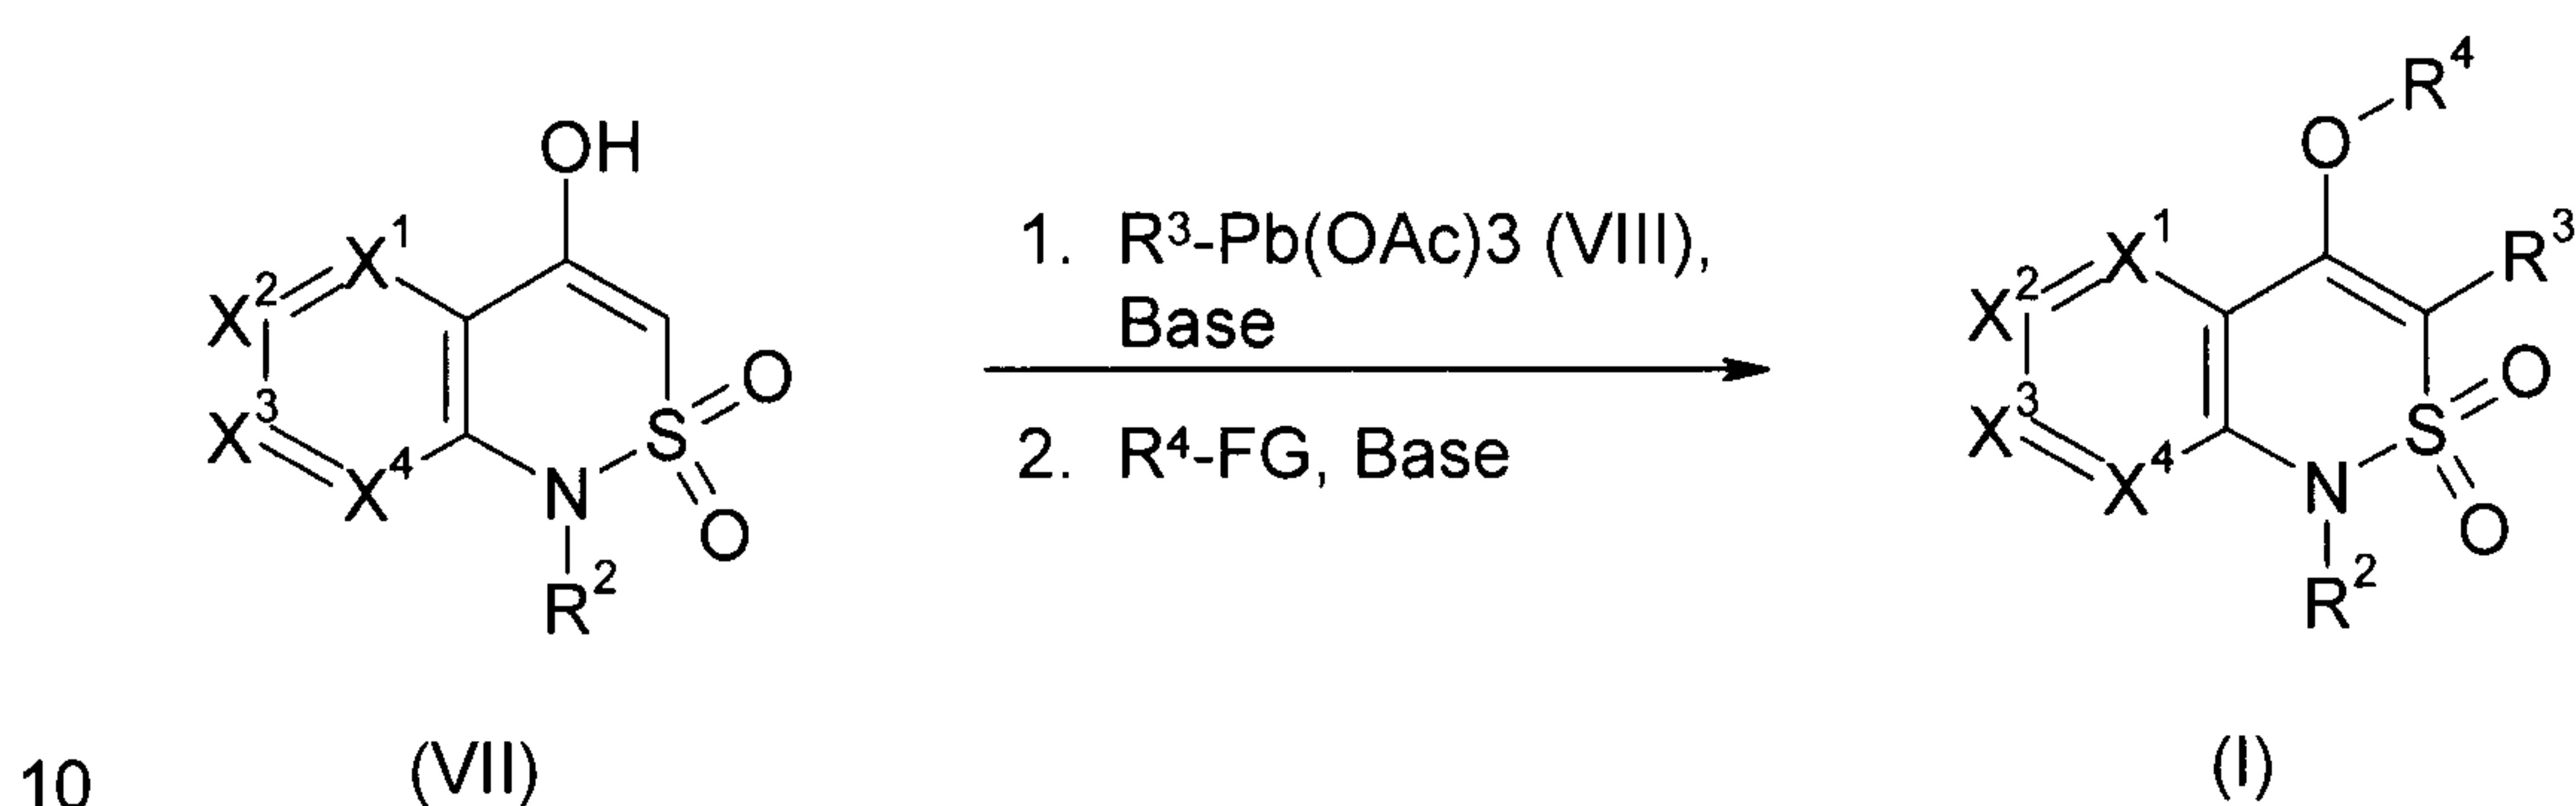 OH
X¹
X²
X³
X⁴
S
O
O
N
R²
1. R³-Pb(OAc)3 (VIII),
Base
2. R⁴-FG, Base
R⁴
O
R³
X¹
X²
X³
X⁴
S
O
O
N
R²
10
(VII)
(I)